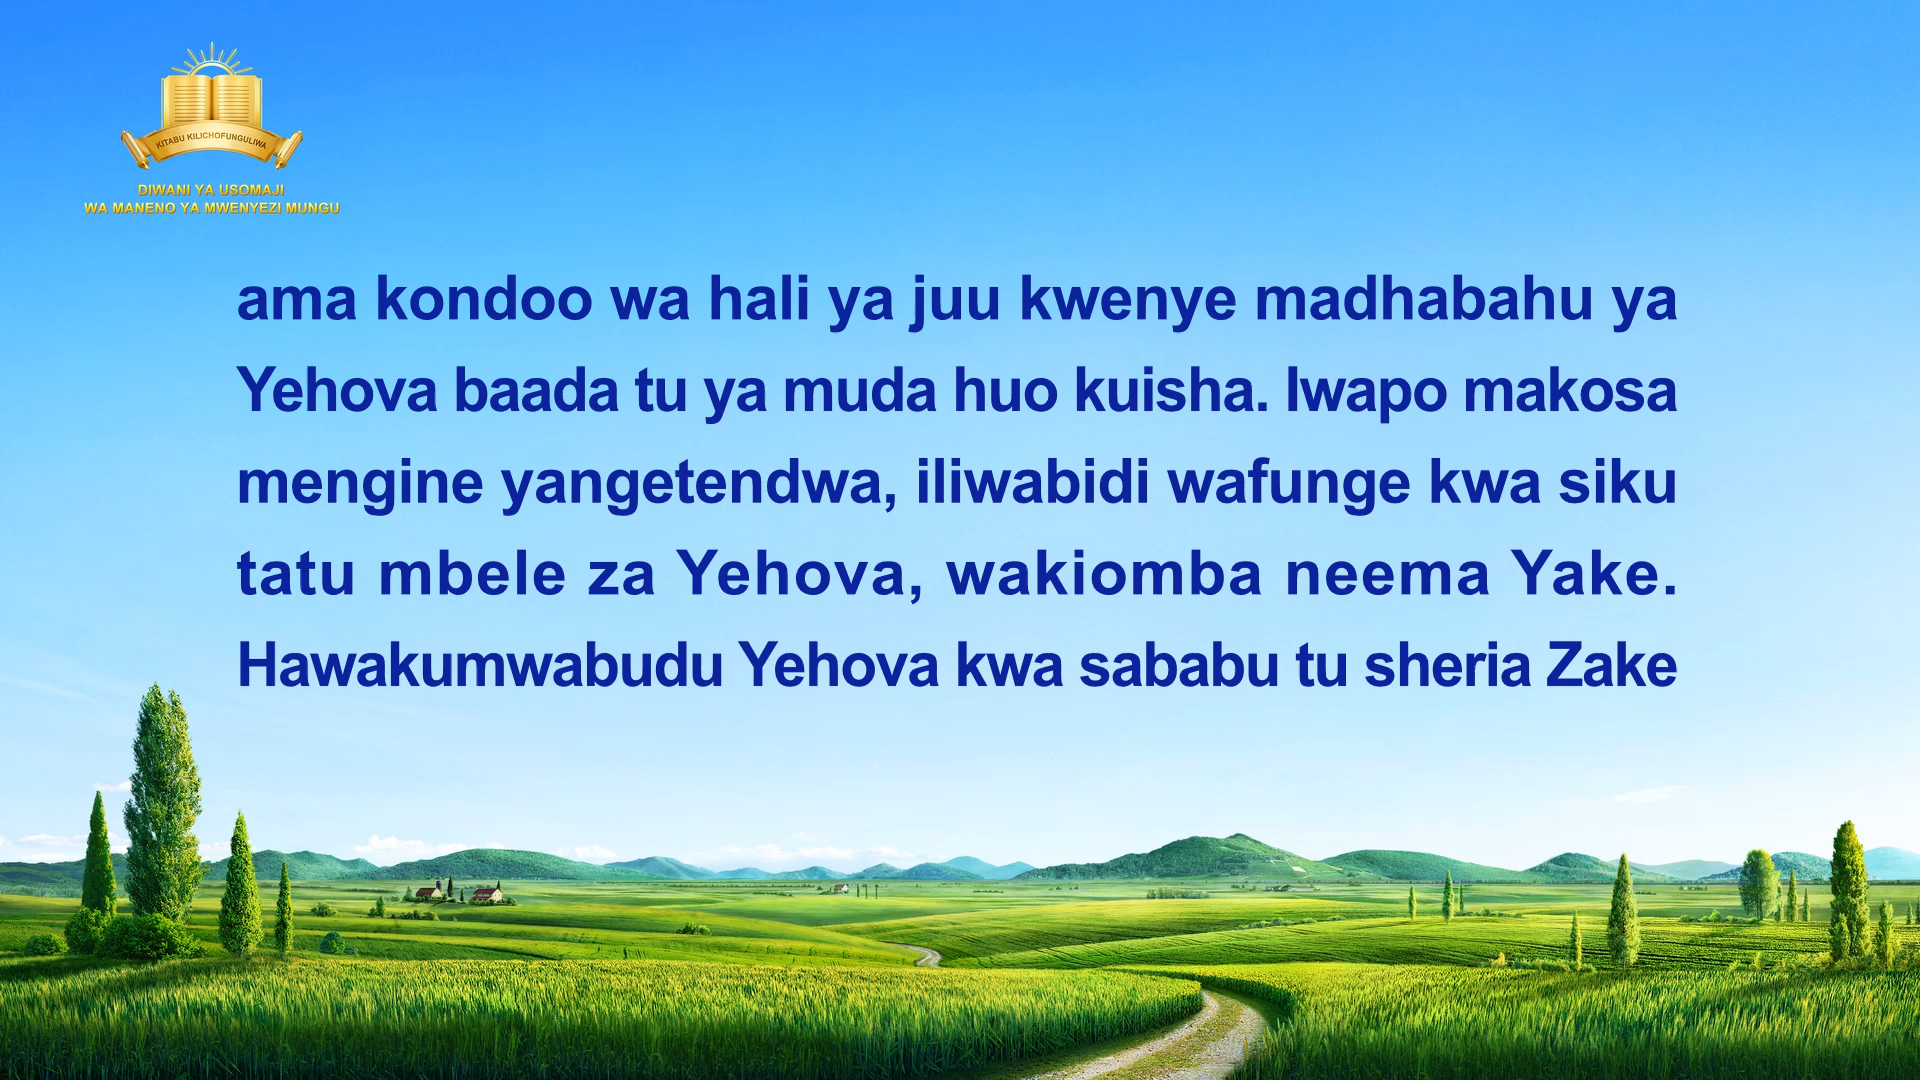 KITABU KILICHOFUNGULIWA
DIWANI YA USOMAJI
WA MANENO YA MWENYEZI MUNGU
ama kondoo wa hali ya juu kwenye madhabahu ya
Yehova baada tu ya muda huo kuisha. Iwapo makosa
mengine yangetendwa, iliwabidi wafunge kwa siku
tatu mbele za Yehova, wakiomba neema Yake.
Hawakumwabudu Yehova kwa sababu tu sheria Zake